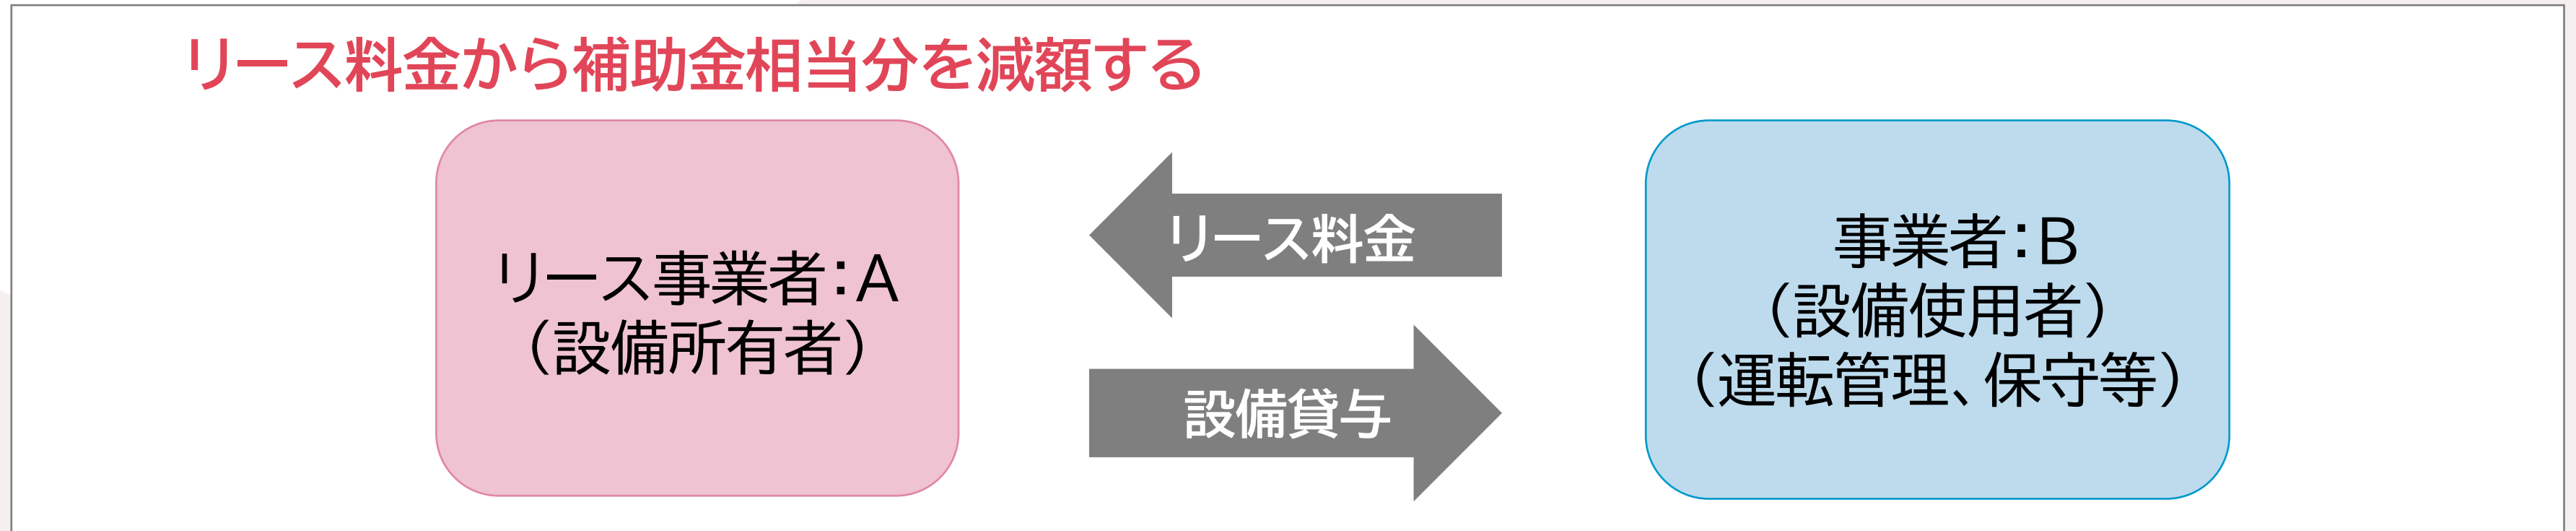 リース料金から補助金相当分を減額する
リース事業者：A
（設備所有者）
リース料金
設備貸与
事業者：B
（設備使用者）
（運転管理、保守等）